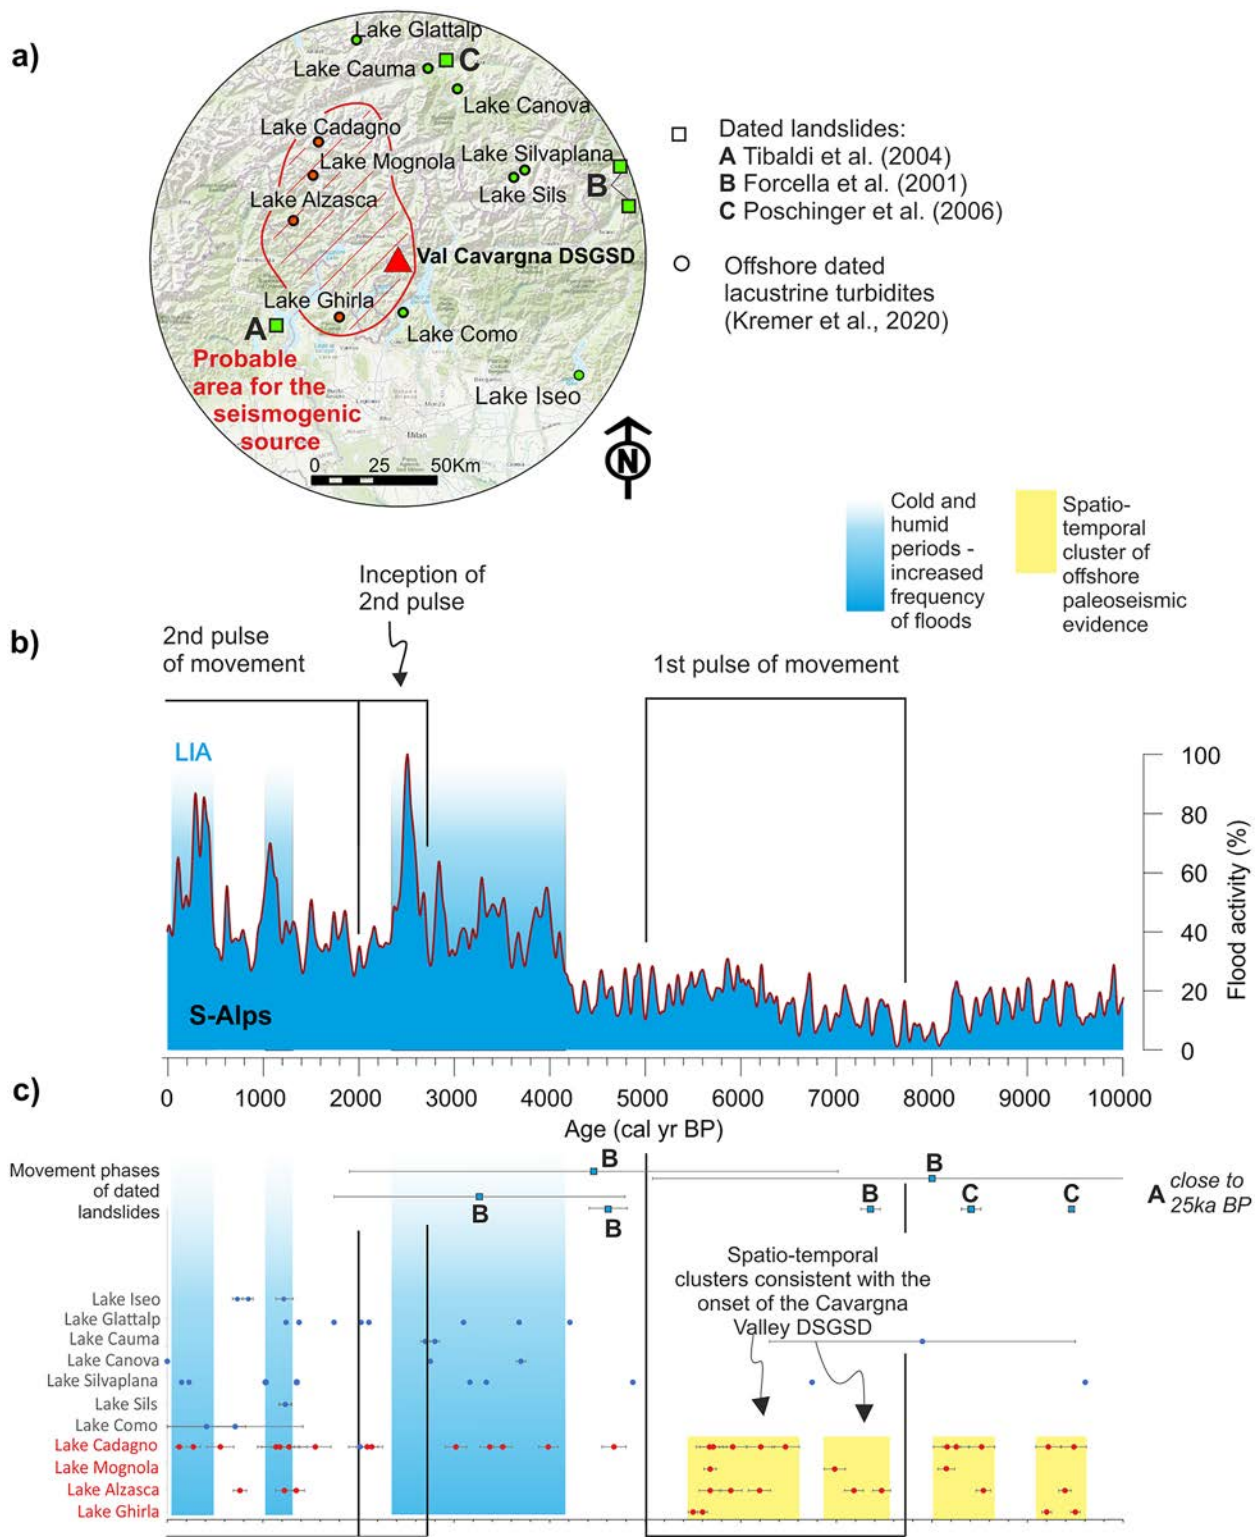 a)
Lake Glattalp
Lake Cauma
C
Lake Canova
Lake Cadagno
Lake Mognola
Lake Silvaplana
Lake Alzasca
Lake Sils
B
Val Cavargna DSGSD
Lake Ghirla
A
Lake Como
Probable
area for the
seismogenic
source
Lake Iseo
Milan
0 25 50Km
N
Dated landslides:
A Tibaldi et al. (2004)
B Forcella et al. (2001)
C Poschinger et al. (2006)
Offshore dated
lacustrine turbidites
(Kremer et al., 2020)
Cold and
humid
periods -
increased
frequency
of floods
Spatio-
temporal
cluster of
offshore
paleoseismic
evidence
b)
Inception of
2nd pulse
2nd pulse
of movement
1st pulse of movement
LIA
S-Alps
100
80
60
40
20
0
Flood activity (%)
0 1000 2000 3000 4000 5000 6000 7000 8000 9000 10000
Age (cal yr BP)
c)
Movement phases
of dated
landslides
B
B
B
B
B
C
C
A close to
25ka BP
Spatio-temporal
clusters consistent with the
onset of the Cavargna
Valley DSGSD
Lake Iseo
Lake Glattalp
Lake Cauma
Lake Canova
Lake Silvaplana
Lake Sils
Lake Como
Lake Cadagno
Lake Mognola
Lake Alzasca
Lake Ghirla